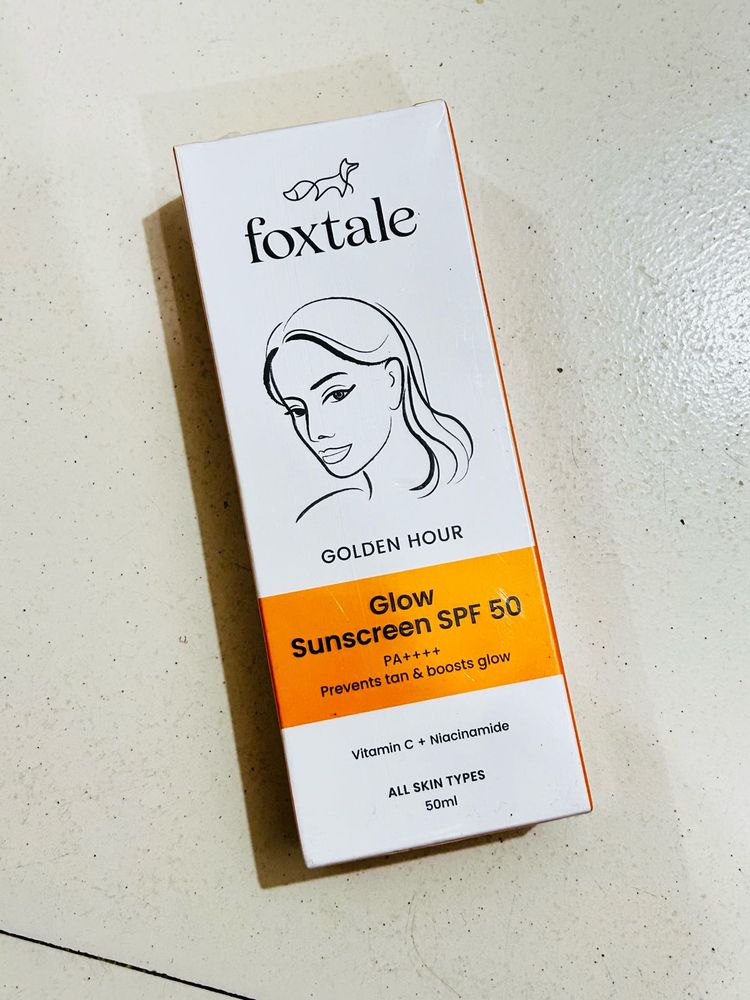 foxtale
GOLDEN HOUR
Glow
Sunscreen SPF 50
PA++++
Prevents tan & boosts glow
Vitamin C + Niacinamide
ALL SKIN TYPES
50ml